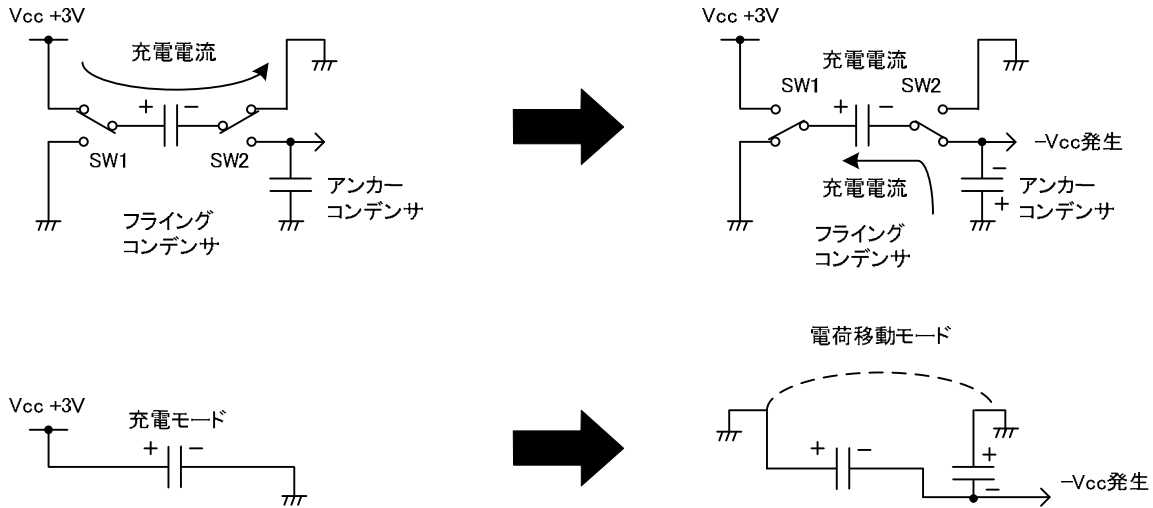 Vcc +3V
充電電流
+ −
SW1
SW2
アンカー
コンデンサ
フライング
コンデンサ
Vcc +3V
充電電流
SW1
SW2
+ −
−Vcc発生
−
+
アンカー
コンデンサ
充電電流
フライング
コンデンサ
Vcc +3V
充電モード
+ −
電荷移動モード
+ −
+
−
−Vcc発生